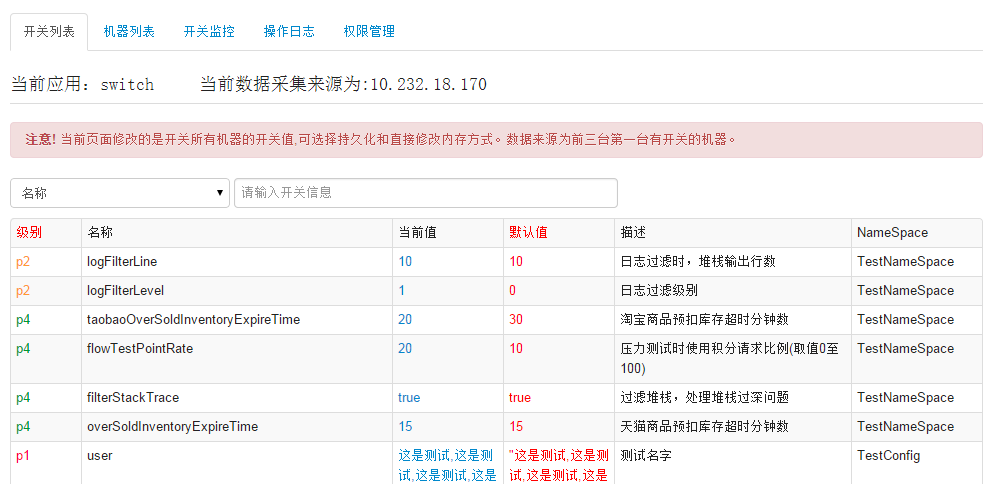 开关列表 机器列表 开关监控 操作日志 权限管理
当前应用: switch 当前数据采集来源为:10.232.18.170
注意! 当前页面修改的是开关所有机器的开关值,可选择持久化和直接修改内存方式。数据来源为前三台第一台有开关的机器。
名称 请输入开关信息
级别 名称 当前值 默认值 描述 NameSpace
p2 logFilterLine 10 10 日志过滤时，堆栈输出行数 TestNameSpace
p2 logFilterLevel 1 0 日志过滤级别 TestNameSpace
p4 taobaoOverSoldInventoryExpireTime 20 30 淘宝商品预扣库存超时分钟数 TestNameSpace
p4 flowTestPointRate 20 10 压力测试时使用积分请求比例(取值0至 TestNameSpace
100)
p4 filterStackTrace true true 过滤堆栈，处理堆栈过深问题 TestNameSpace
p4 overSoldInventoryExpireTime 15 15 天猫商品预扣库存超时分钟数 TestNameSpace
p1 user 这是测试,这是测 "这是测试,这是测 测试名字 TestConfig
试,这是测试,这是 试,这是测试,这是